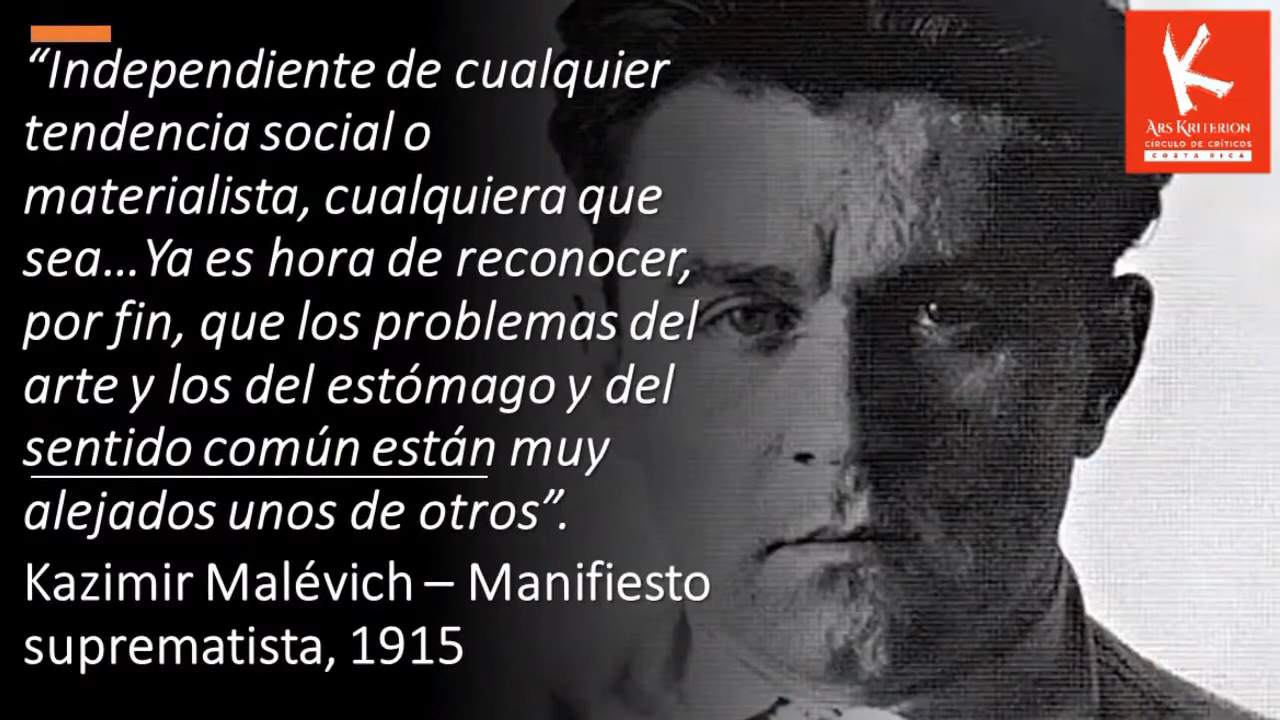 “Independiente de cualquier
tendencia social o
materialista, cualquiera que
sea…Ya es hora de reconocer,
por fin, que los problemas del
arte y los del estómago y del
sentido común están muy
alejados unos de otros”.
Kazimir Malévich – Manifiesto
suprematista, 1915
K
ARS KRITERION
CÍRCULO DE CRÍTICOS
COSTA RICA